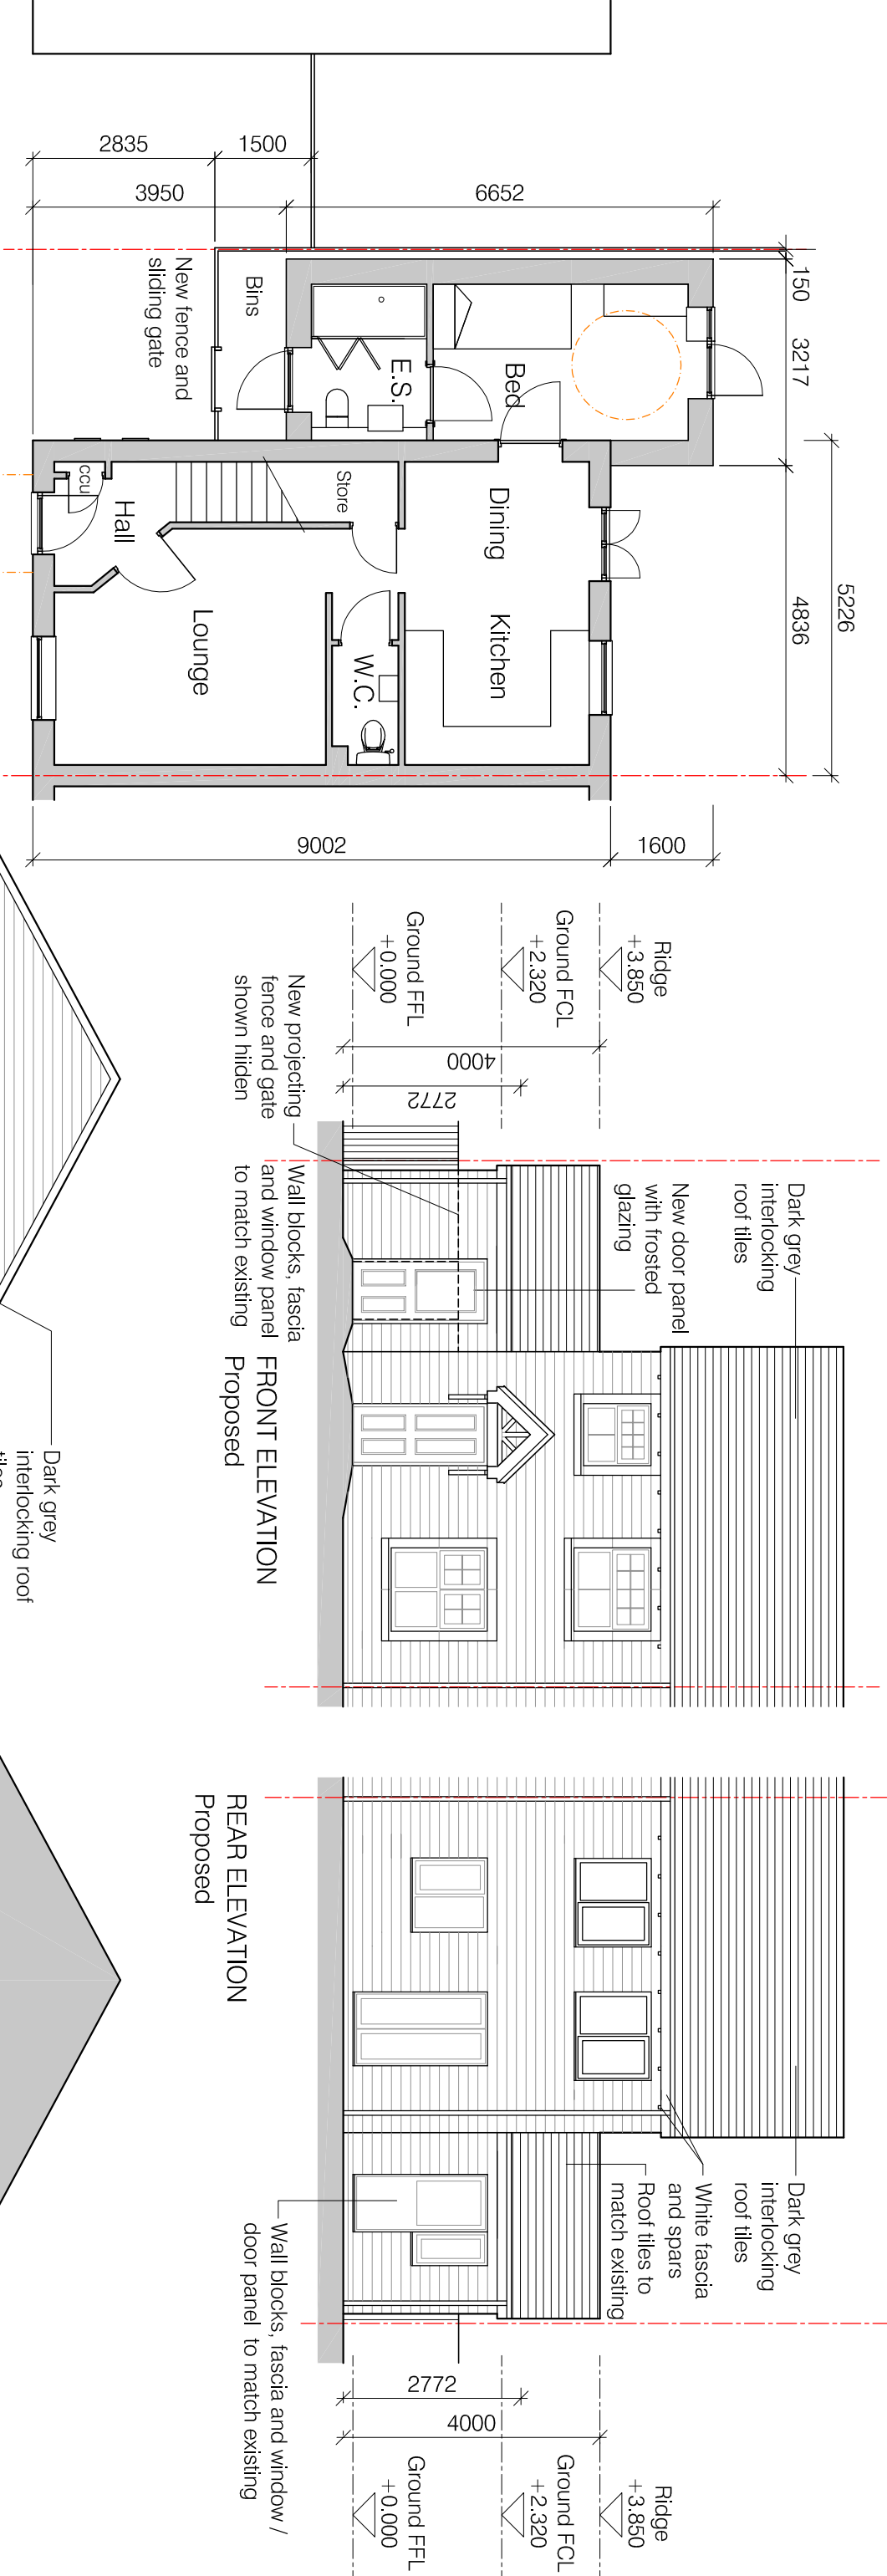 2835
1500
3950
6652
150
3217
5226
4836
9002
1600
New fence and
sliding gate
Bins
E.S.
Bed
Store
ccu
Hall
Dining
Kitchen
Lounge
W.C.
Ridge
+3.850
Ground FCL
+2.320
Ground FFL
+0.000
4000
2772
New projecting
fence and gate
shown hiiden
Wall blocks, fascia
and window panel
to match existing
Dark grey
interlocking
roof tiles
New door panel
with frosted
glazing
FRONT ELEVATION
Proposed
Dark grey
interlocking roof
tiles
REAR ELEVATION
Proposed
Dark grey
interlocking
roof tiles
White fascia
and spars
Roof tiles to
match existing
Wall blocks, fascia and window /
door panel to match existing
2772
4000
Ridge
+3.850
Ground FCL
+2.320
Ground FFL
+0.000